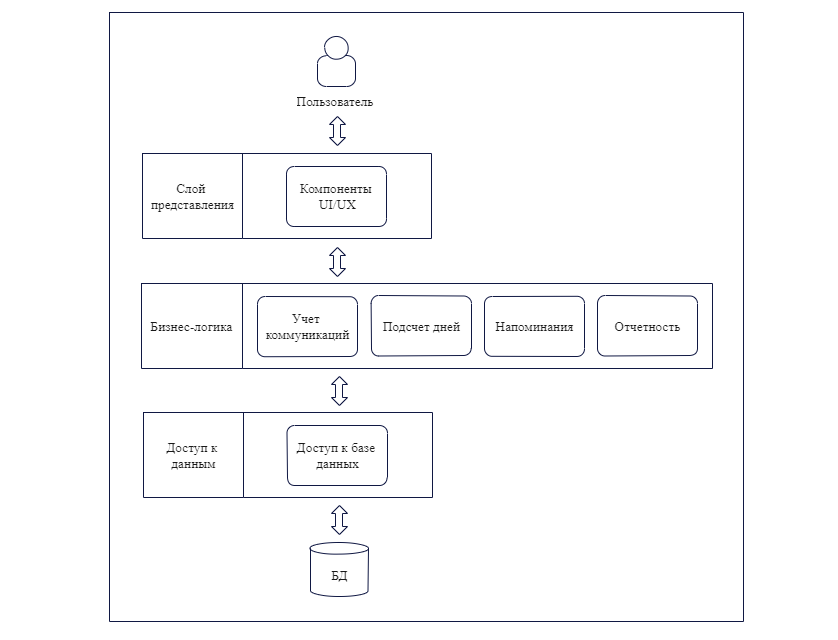 Пользователь
Слой
представления
Компоненты
UI/UX
Бизнес-логика
Учет
коммуникаций
Подсчет дней
Напоминания
Отчетность
Доступ к
данным
Доступ к базе
данных
БД